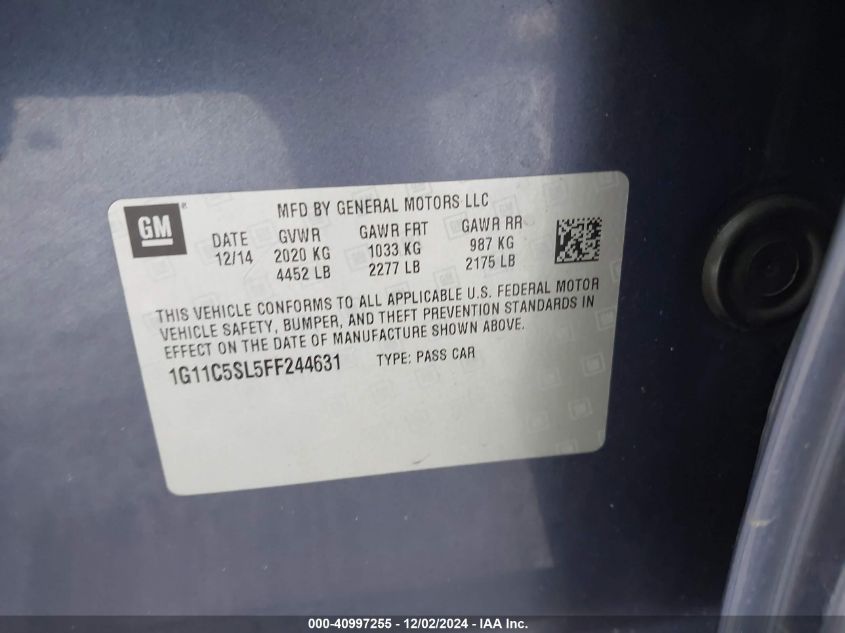 GM ®
MFD BY GENERAL MOTORS LLC
DATE GVWR GAWR FRT GAWR RR
12/14 2020 KG 1033 KG 987 KG
4452 LB 2277 LB 2175 LB
THIS VEHICLE CONFORMS TO ALL APPLICABLE U.S. FEDERAL MOTOR
VEHICLE SAFETY, BUMPER, AND THEFT PREVENTION STANDARDS IN
EFFECT ON THE DATE OF MANUFACTURE SHOWN ABOVE.
1G11C5SL5FF244631 TYPE: PASS CAR
000-40997255 - 12/02/2024 - IAA Inc.